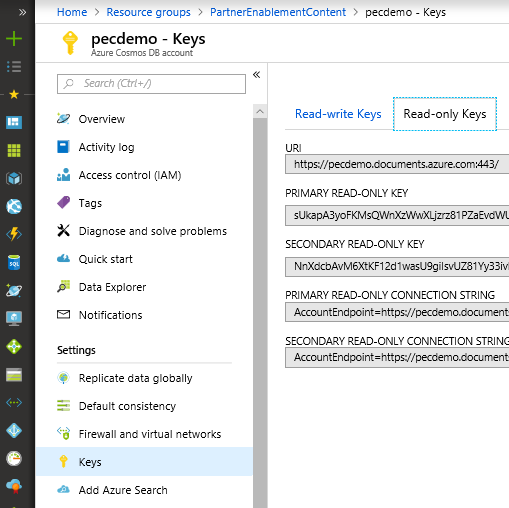 Home > Resource groups > PartnerEnablementContent > pecdemo - Keys
pecdemo - Keys
Azure Cosmos DB account
Search (Ctrl+/)
Overview
Activity log
Access control (IAM)
Tags
Diagnose and solve problems
Quick start
Data Explorer
Notifications
Settings
Replicate data globally
Default consistency
Firewall and virtual networks
Keys
Add Azure Search
Read-write Keys
Read-only Keys
URI
https://pecdemo.documents.azure.com:443/
PRIMARY READ-ONLY KEY
sUkapA3yoFKMsQWnXzWwXLjzrz81PZaEvdWU
SECONDARY READ-ONLY KEY
NnXdcbAvM6XtKF12d1wasU9giIsvUZ81Yy33iv
PRIMARY READ-ONLY CONNECTION STRING
AccountEndpoint=https://pecdemo.document
SECONDARY READ-ONLY CONNECTION STRING
AccountEndpoint=https://pecdemo.document